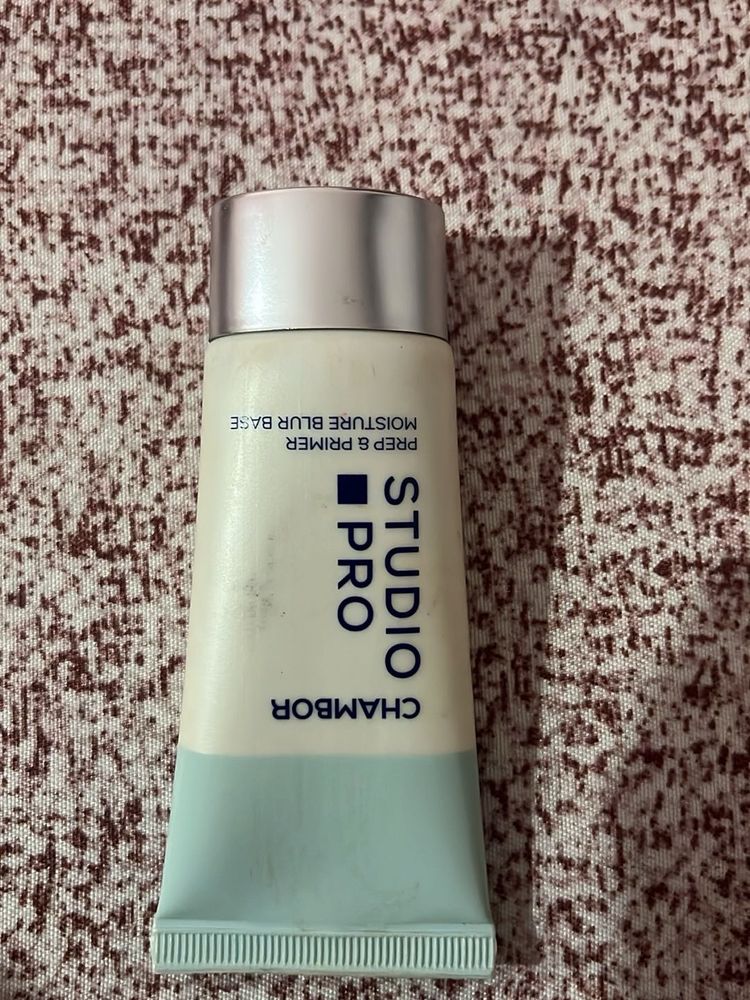 CHAMBOR
STUDIO
PRO
PREP & PRIMER
MOISTURE BLUR BASE